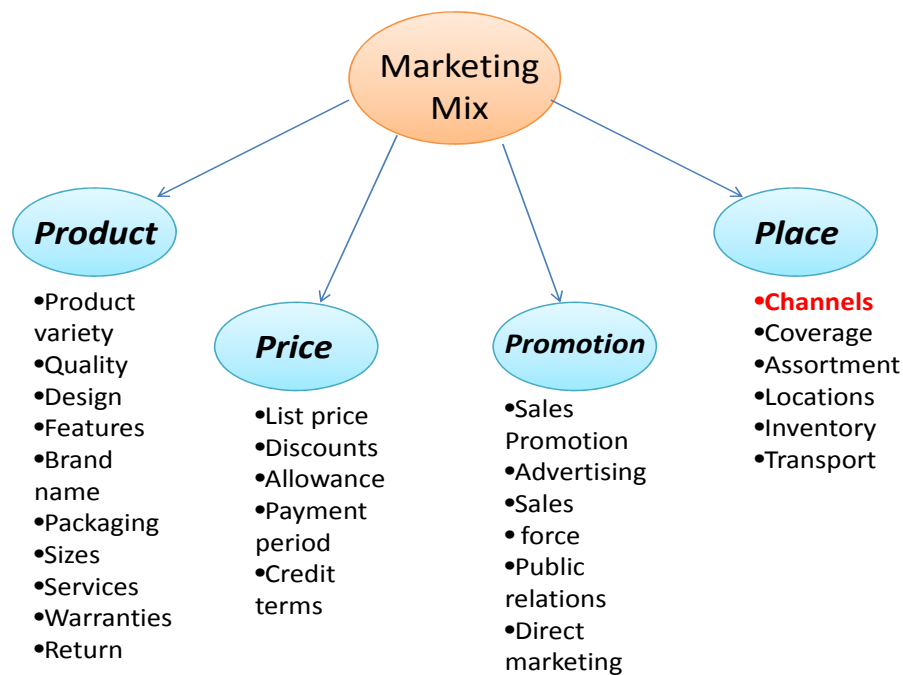 Marketing
Mix
Product
•Product
variety
•Quality
•Design
•Features
•Brand
name
•Packaging
•Sizes
•Services
•Warranties
•Return
Price
•List price
•Discounts
•Allowance
•Payment
period
•Credit
terms
Promotion
•Sales
Promotion
•Advertising
•Sales
• force
•Public
relations
•Direct
marketing
Place
•Channels
•Coverage
•Assortment
•Locations
•Inventory
•Transport